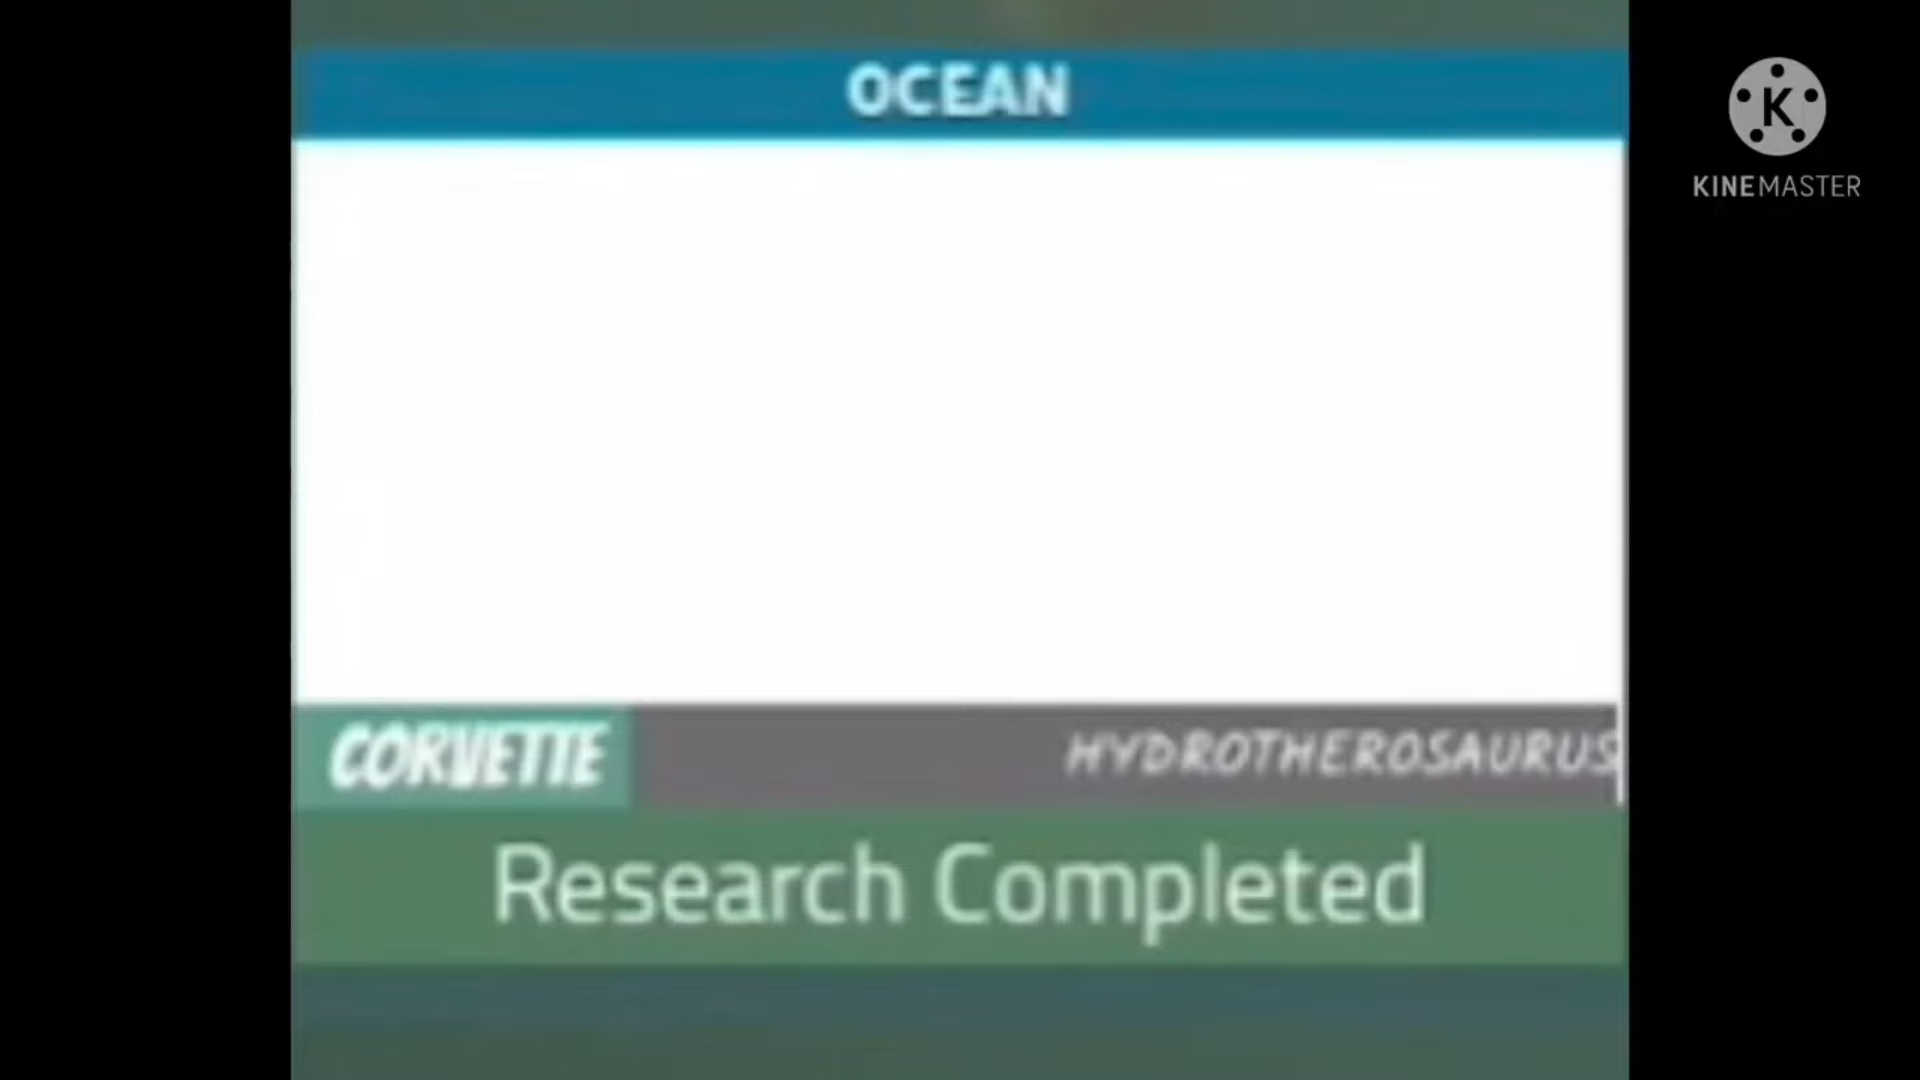 OCEAN
K
KINEMASTER
CORVETTE
HYDROTHEROSAURUS
Research Completed